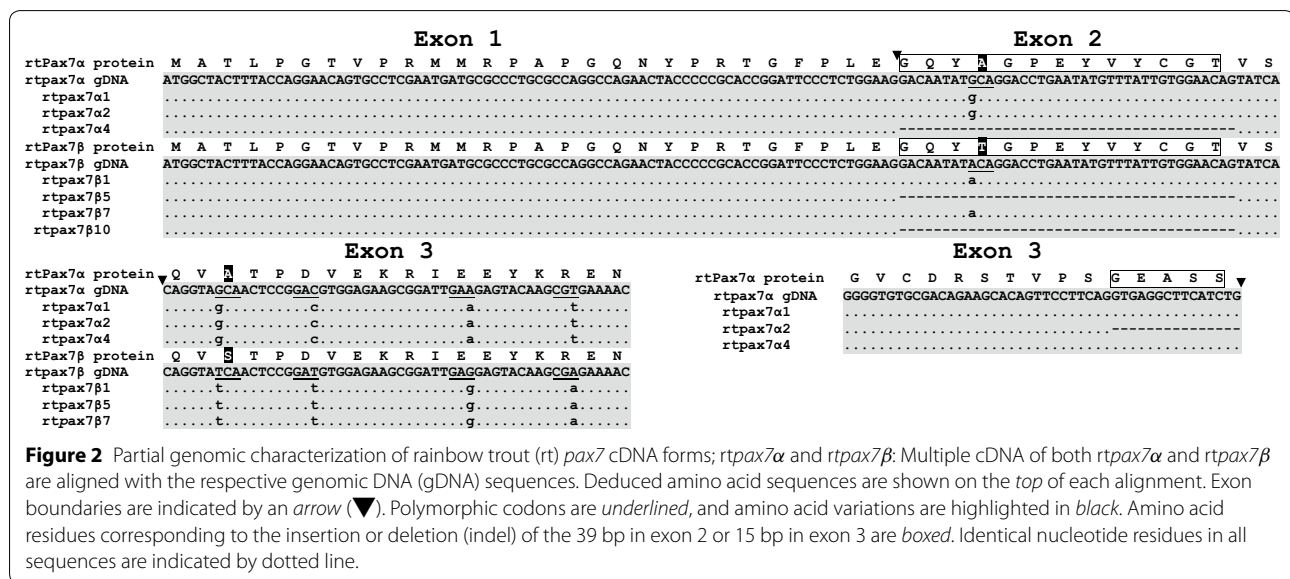 Exon 1 Exon 2
rtPax7α protein M A T L P G T V P R M M R P A P G Q N Y P R T G F P L E G Q Y A G P E Y V Y C G T V S
rtpax7α gDNA ATGGCTACTTTACCAGGAACAGTGCCTCGAATGATGCGCCCTGCGCCAGGCCAGAACTACCCCCGCACCGGATTCCCTCTGGAAGGACAATATGCAGGACCTGAATATGTTTATTGTGGAACAGTATCA
rtpax7α1 .............................................................................................g...................................
rtpax7α2 .............................................................................................g...................................
rtpax7α4 .....................................................................................---------------------------------------.....
rtPax7β protein M A T L P G T V P R M M R P A P G Q N Y P R T G F P L E G Q Y T G P E Y V Y C G T V S
rtpax7β gDNA ATGGCTACTTTACCAGGAACAGTGCCTCGAATGATGCGCCCTGCGCCAGGCCAGAACTACCCCCGCACCGGATTCCCTCTGGAAGGACAATATACAGGACCTGAATATGTTTATTGTGGAACAGTATCA
rtpax7β1 .............................................................................................a...................................
rtpax7β5 .....................................................................................---------------------------------------.....
rtpax7β7 .............................................................................................a...................................
rtpax7β10 .....................................................................................---------------------------------------.....
Exon 3
rtPax7α protein Q V A T P D V E K R I E E Y K R E N
rtpax7α gDNA CAGGTAGCAACTCCGGACGTGGAGAAGCGGATTGAAGAGTACAAGCGTGAAAAC
rtpax7α1 ......g..........c.................a...........t......
rtpax7α2 ......g..........c.................a...........t......
rtpax7α4 ......g..........c.................a...........t......
rtPax7β protein Q V S T P D V E K R I E E Y K R E N
rtpax7β gDNA CAGGTATCAACTCCGGATGTGGAGAAGCGGATTGAGGAGTACAAGCGAGAAAAC
rtpax7β1 ......t..........t.................g...........a......
rtpax7β5 ......t..........t.................g...........a......
rtpax7β7 ......t..........t.................g...........a......
Exon 3
rtPax7α protein G V C D R S T V P S G E A S S
rtpax7α gDNA GGGGTGTGCGACAGAAGCACAGTTCCTTCAGGTGAGGCTTCATCTG
rtpax7α1 ..............................................
rtpax7α2 ...............................---------------
rtpax7α4 ..............................................
Figure 2 Partial genomic characterization of rainbow trout (rt) pax7 cDNA forms; rtpax7α and rtpax7β: Multiple cDNA of both rtpax7α and rtpax7β
are aligned with the respective genomic DNA (gDNA) sequences. Deduced amino acid sequences are shown on the top of each alignment. Exon
boundaries are indicated by an arrow (▼). Polymorphic codons are underlined, and amino acid variations are highlighted in black. Amino acid
residues corresponding to the insertion or deletion (indel) of the 39 bp in exon 2 or 15 bp in exon 3 are boxed. Identical nucleotide residues in all
sequences are indicated by dotted line.